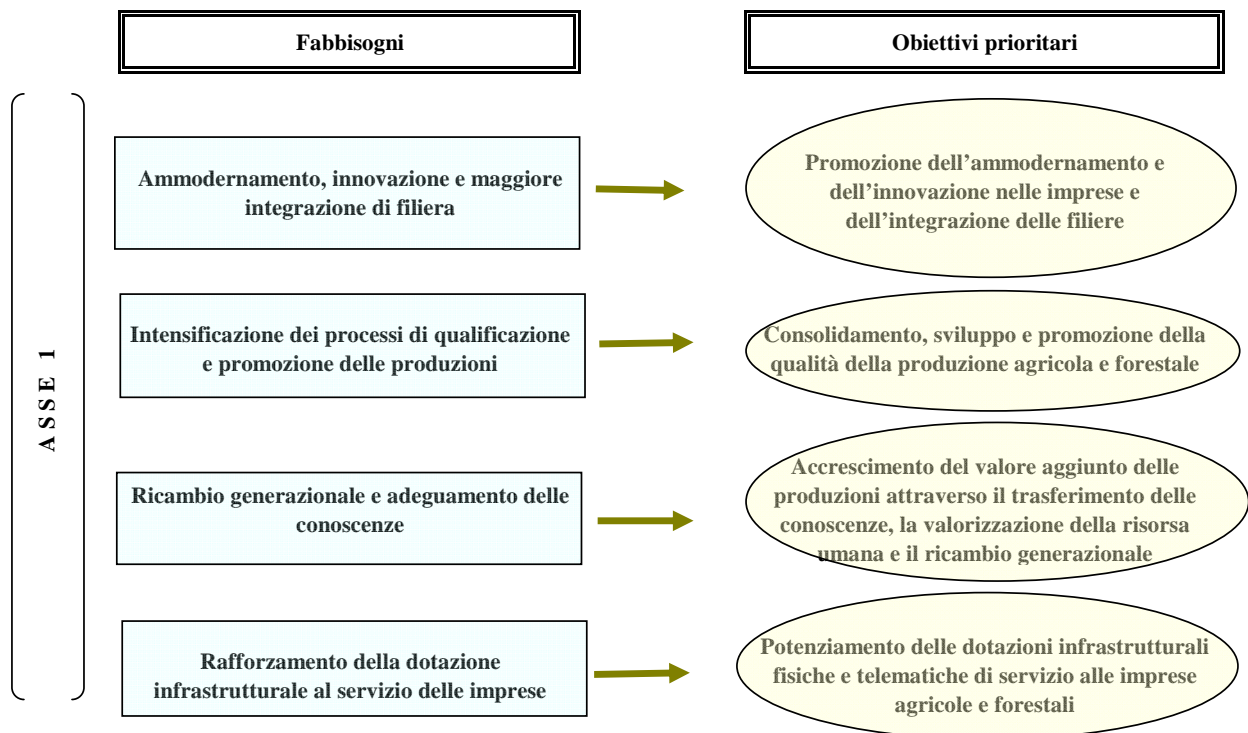 Fabbisogni
Obiettivi prioritari
ASSE 1
Ammodernamento, innovazione e maggiore
integrazione di filiera
Promozione dell’ammodernamento e
dell’innovazione nelle imprese e
dell’integrazione delle filiere
Intensificazione dei processi di qualificazione
e promozione delle produzioni
Consolidamento, sviluppo e promozione della
qualità della produzione agricola e forestale
Ricambio generazionale e adeguamento delle
conoscenze
Accrescimento del valore aggiunto delle
produzioni attraverso il trasferimento delle
conoscenze, la valorizzazione della risorsa
umana e il ricambio generazionale
Rafforzamento della dotazione
infrastrutturale al servizio delle imprese
Potenziamento delle dotazioni infrastrutturali
fisiche e telematiche di servizio alle imprese
agricole e forestali